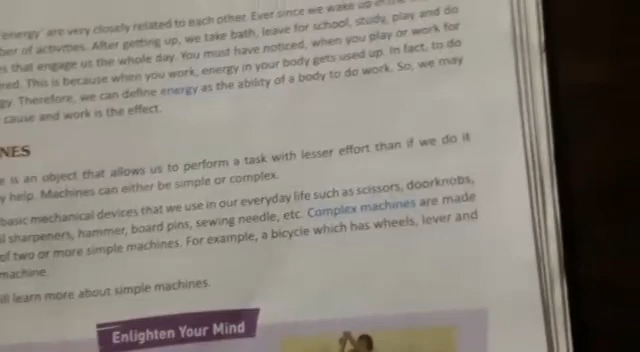 energy' are very closely related to each other. Ever since we wake up in the
ber of activities. After getting up, we take bath, leave for school, study, play and do
s that engage us the whole day. You must have noticed, when you play or work for
red. This is because when you work, energy in your body gets used up. In fact, to do
gy. Therefore, we can define energy as the ability of a body to do work. So, we may
cause and work is the effect.
NES
e is an object that allows us to perform a task with lesser effort than if we do it
y help. Machines can either be simple or complex.
basic mechanical devices that we use in our everyday life such as scissors, doorknobs,
il sharpeners, hammer, board pins, sewing needle, etc. Complex machines are made
of two or more simple machines. For example, a bicycle which has wheels, lever and
machine.
ill learn more about simple machines.
Enlighten Your Mind